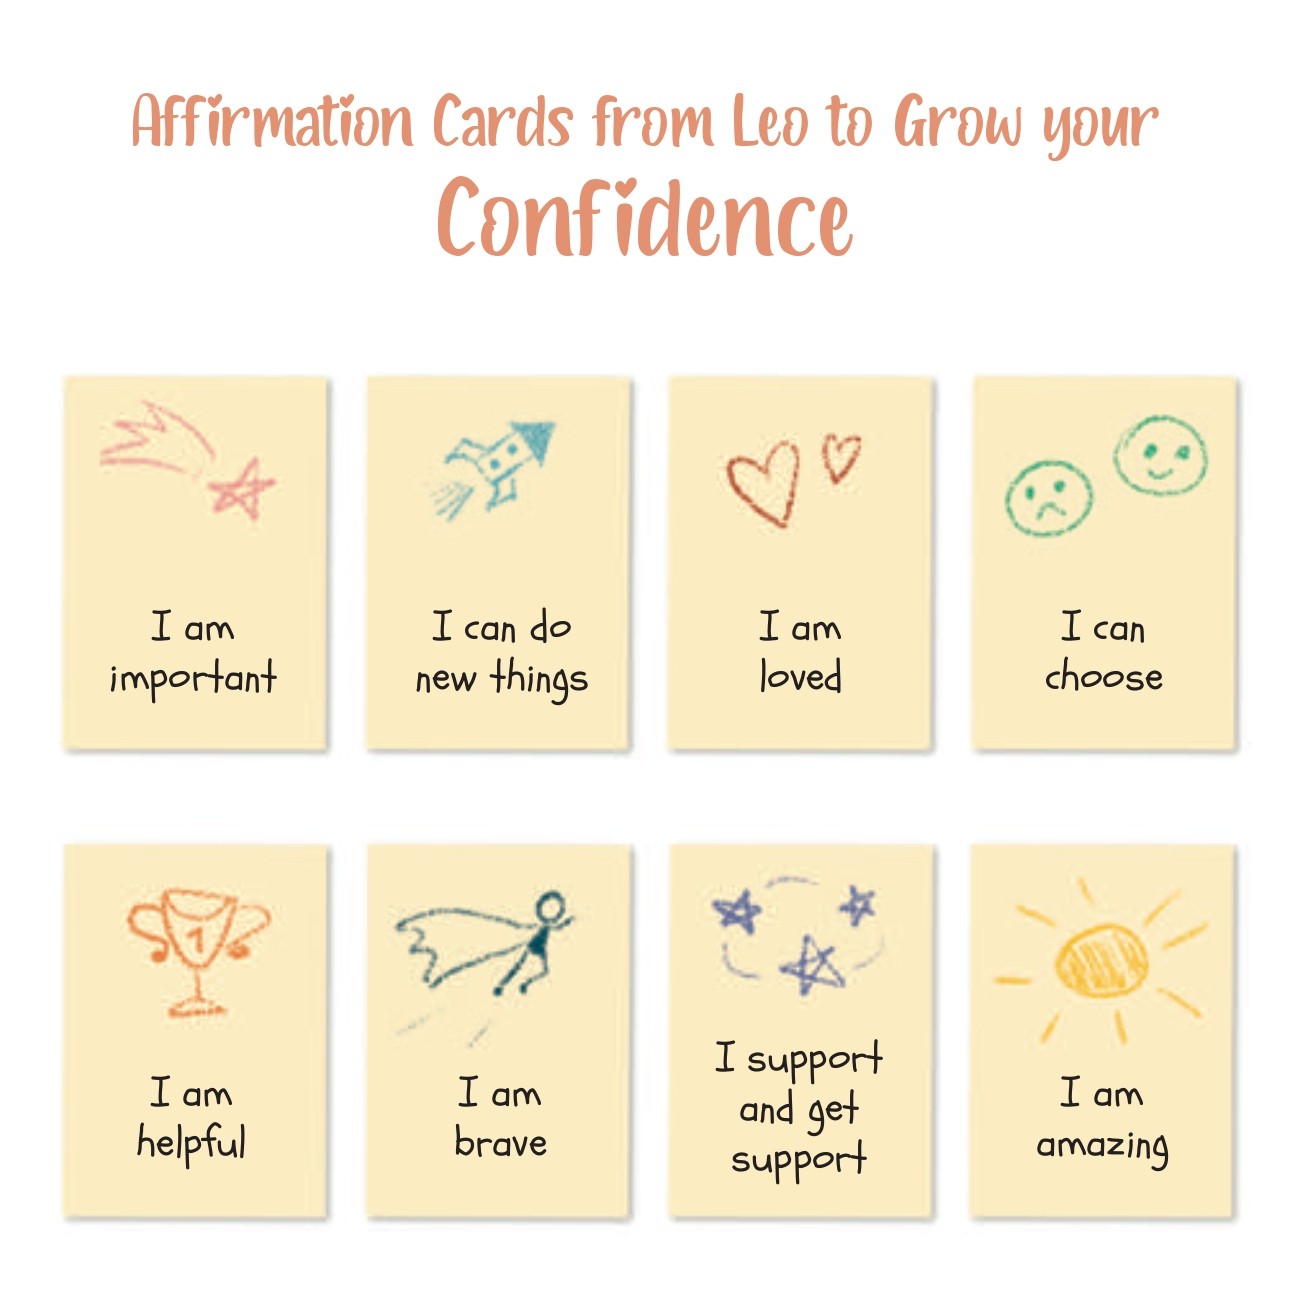 Affirmation Cards from Leo to Grow your
Confidence
I am
important
I can do
new things
I am
loved
I can
choose
1
I am
helpful
I am
brave
I support
and get
support
I am
amazing